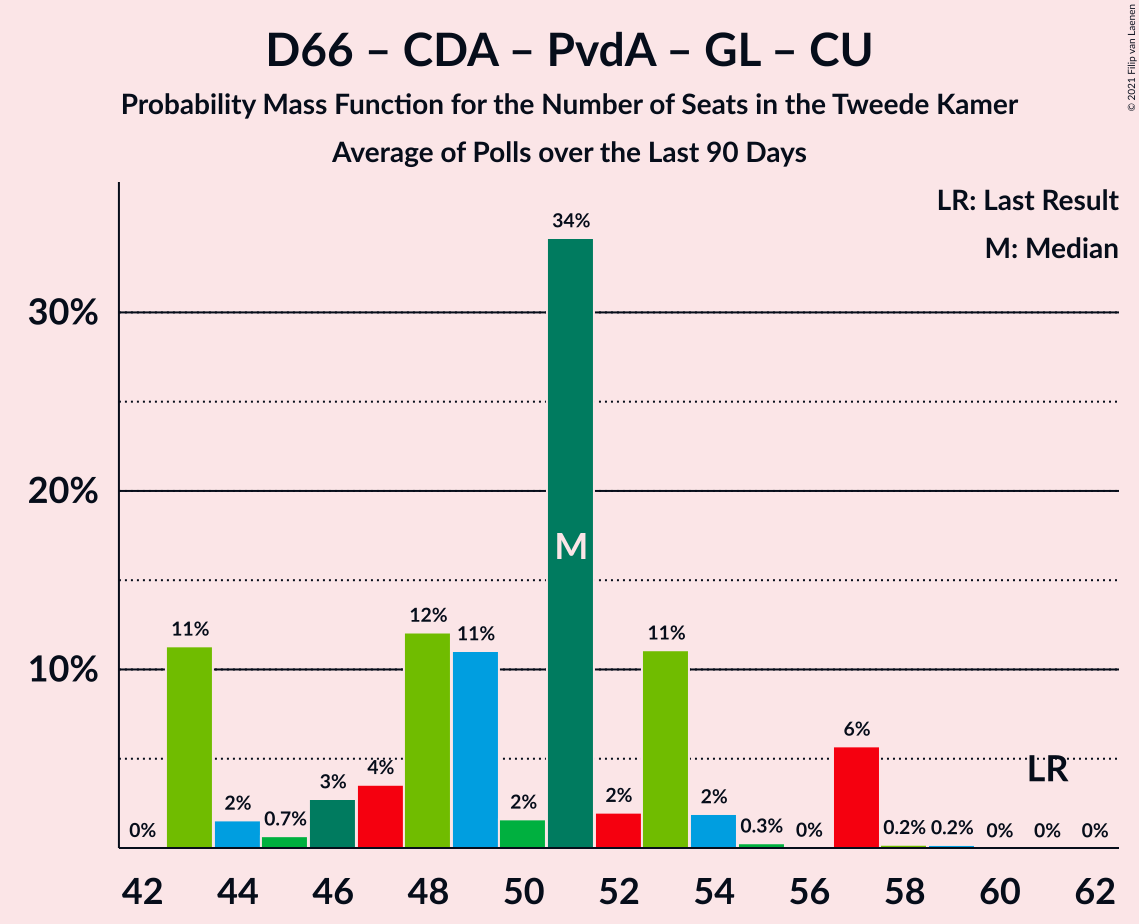 D66 – CDA – PvdA – GL – CU
Probability Mass Function for the Number of Seats in the Tweede Kamer
Average of Polls over the Last 90 Days
© 2021 Filip van Laenen
LR: Last Result
M: Median
30%
20%
10%
0%
11%
2%
0.7%
3%
4%
12%
11%
2%
34%
M
2%
11%
2%
0.3%
0%
6%
0.2%
0.2%
0%
0%
LR
0%
42 44 46 48 50 52 54 56 58 60 62